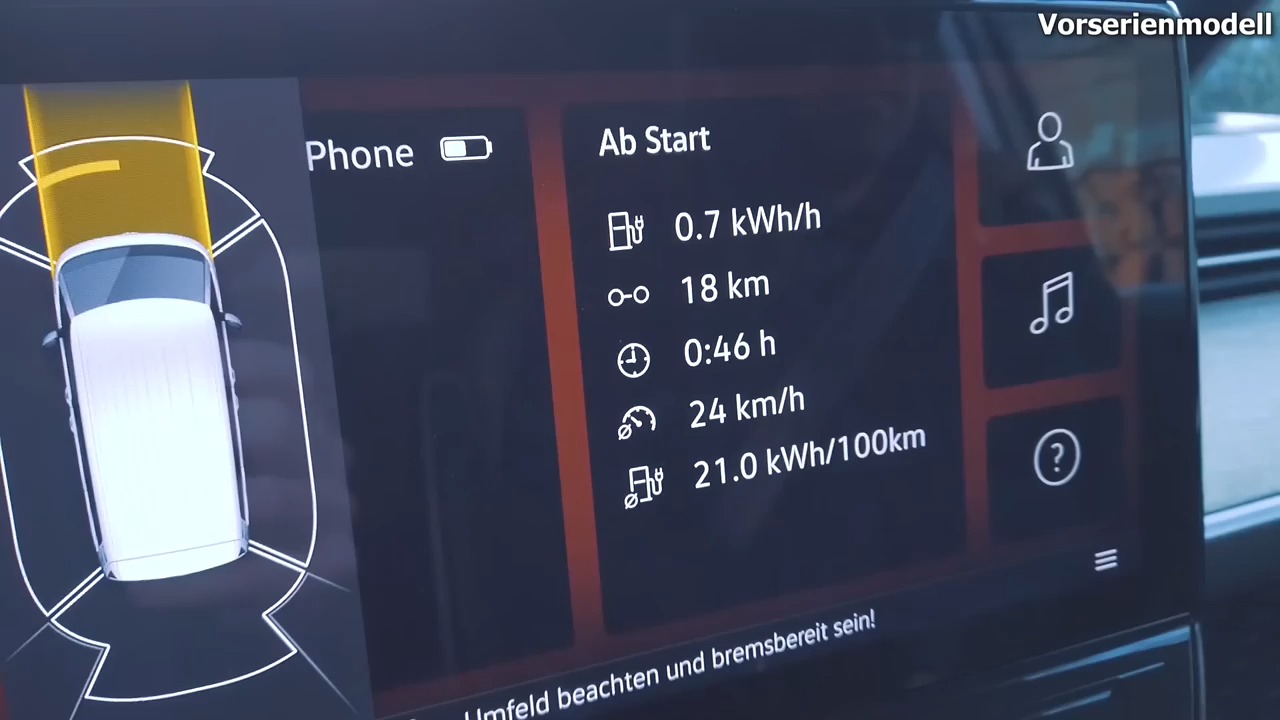 Vorserienmodell
Phone
Ab Start
0.7 kWh/h
18 km
0:46 h
24 km/h
21.0 kWh/100km
?
Umfeld beachten und bremsbereit sein!